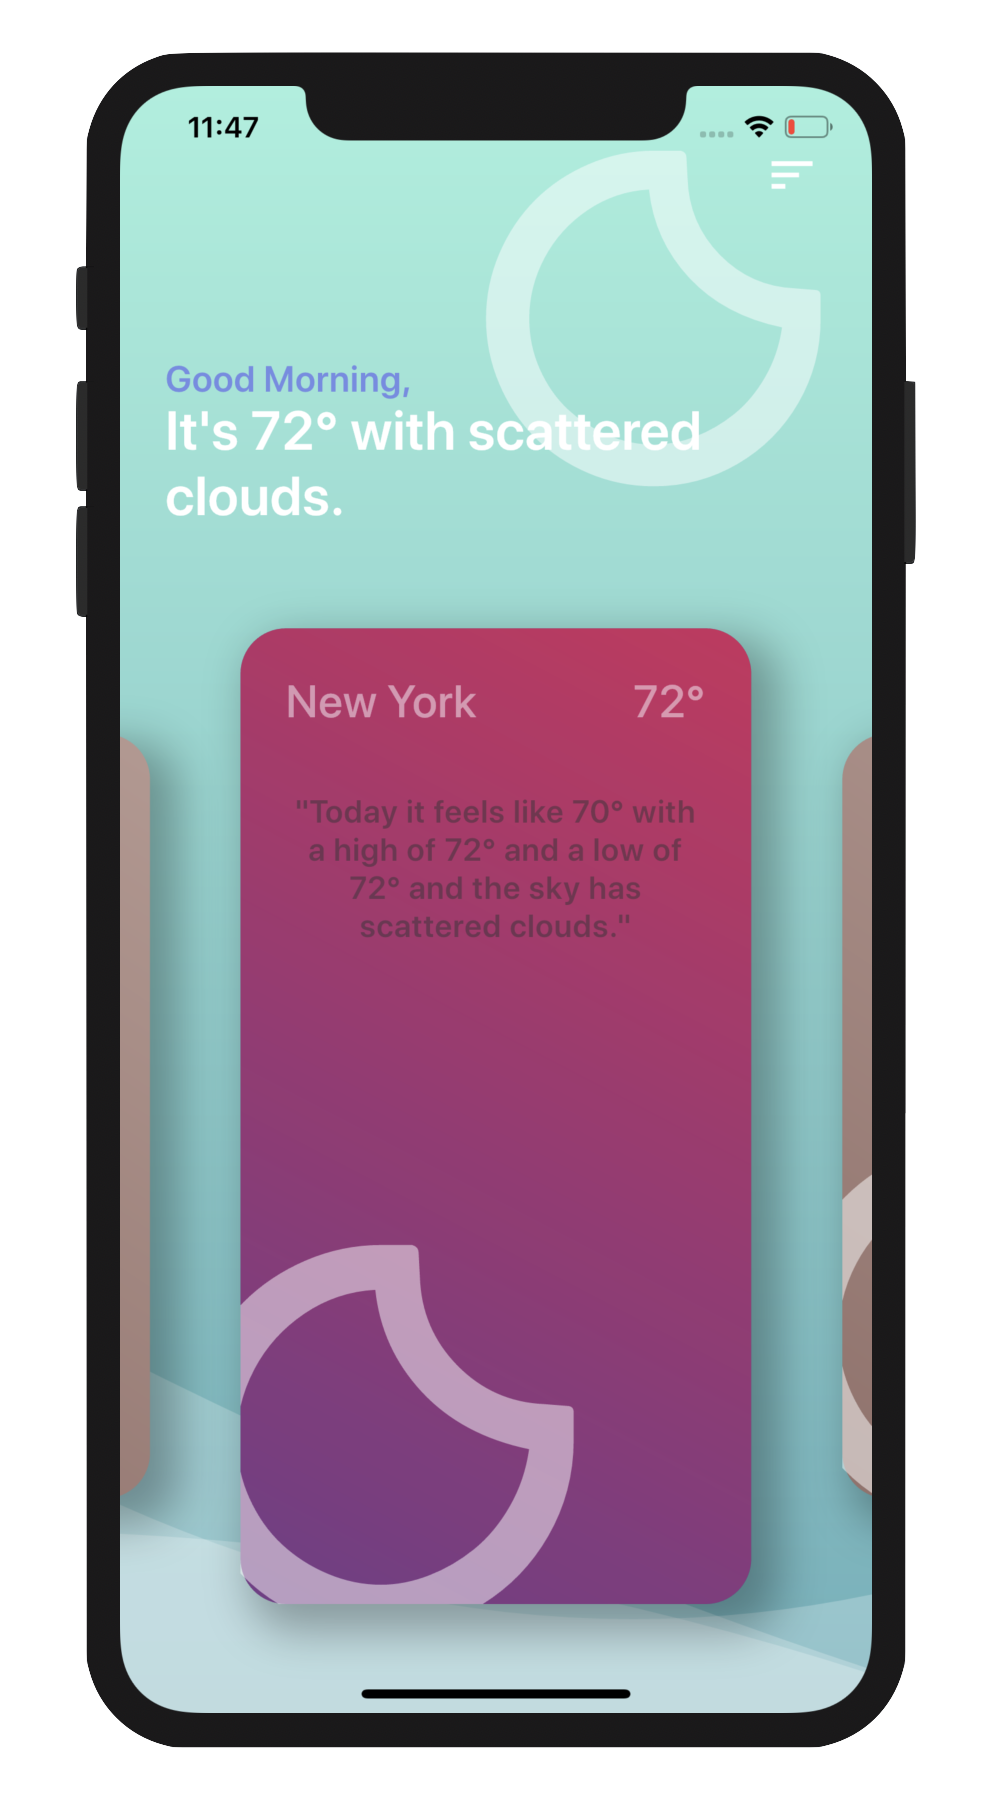 11:47
Good Morning,
It's 72° with scattered
clouds.
New York 72°
"Today it feels like 70° with
a high of 72° and a low of
72° and the sky has
scattered clouds."